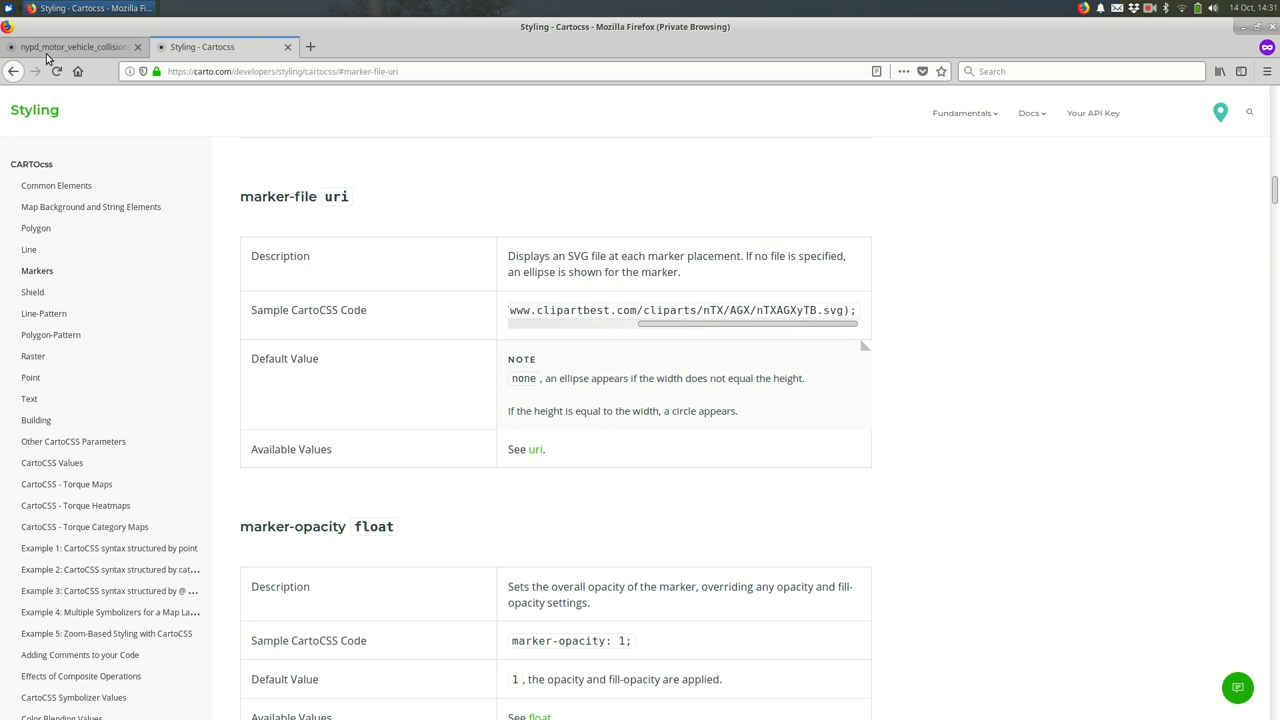 Styling - Cartocss - Mozilla Fi...
14 Oct, 14:31
Styling - Cartocss - Mozilla Firefox (Private Browsing)
nypd_motor_vehicle_collision
Styling - Cartocss
https://carto.com/developers/styling/cartocss/#marker-file-uri
Search
Styling
Fundamentals
Docs
Your API Key
CARTOcss
Common Elements
Map Background and String Elements
Polygon
Line
Markers
Shield
Line-Pattern
Polygon-Pattern
Raster
Point
Text
Building
Other CartoCSS Parameters
CartoCSS Values
CartoCSS - Torque Maps
CartoCSS - Torque Heatmaps
CartoCSS - Torque Category Maps
Example 1: CartoCSS syntax structured by point
Example 2: CartoCSS syntax structured by cat...
Example 3: CartoCSS syntax structured by @ ...
Example 4: Multiple Symbolizers for a Map La...
Example 5: Zoom-Based Styling with CartoCSS
Adding Comments to your Code
Effects of Composite Operations
CartoCSS Symbolizer Values
Color Blending Values
marker-file uri
Description
Displays an SVG file at each marker placement. If no file is specified,
an ellipse is shown for the marker.
Sample CartoCSS Code
www.clipartbest.com/cliparts/nTX/AGX/nTXAGXyTB.svg);
Default Value
NOTE
none , an ellipse appears if the width does not equal the height.
If the height is equal to the width, a circle appears.
Available Values
See uri.
marker-opacity float
Description
Sets the overall opacity of the marker, overriding any opacity and fill-
opacity settings.
Sample CartoCSS Code
marker-opacity: 1;
Default Value
1 , the opacity and fill-opacity are applied.
Available Values
See float